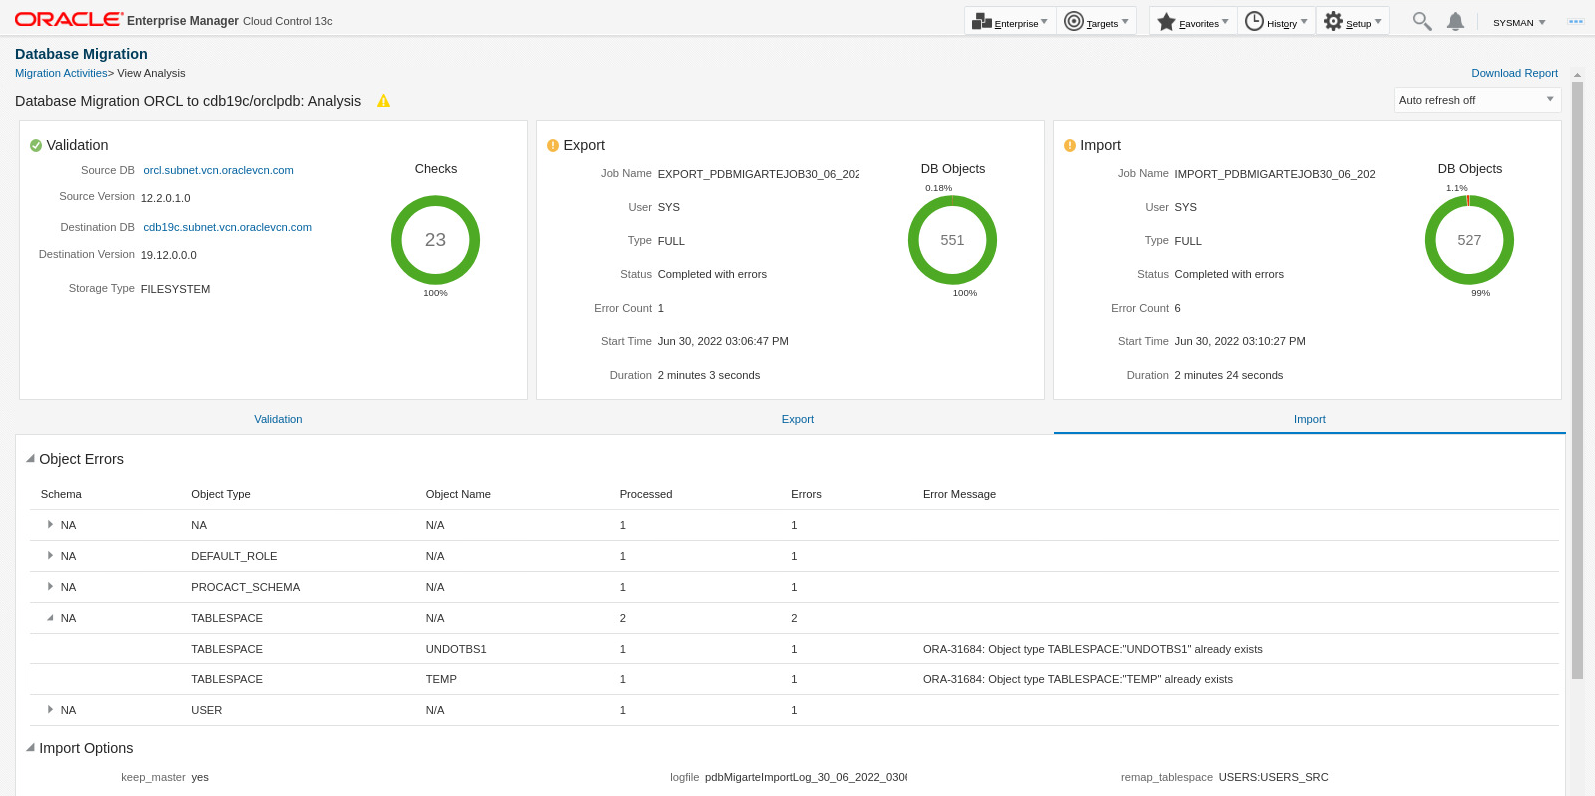 ORACLE Enterprise Manager Cloud Control 13c
Enterprise Targets Favorites History Setup SYSMAN
Database Migration
Migration Activities> View Analysis
Download Report
Database Migration ORCL to cdb19c/orclpdb: Analysis
Auto refresh off
Validation
Source DB orcl.subnet.vcn.oraclevcn.com
Source Version 12.2.0.1.0
Destination DB cdb19c.subnet.vcn.oraclevcn.com
Destination Version 19.12.0.0.0
Storage Type FILESYSTEM
Checks
23
100%
Export
Job Name EXPORT_PDBMIGARTEJOB30_06_202
User SYS
Type FULL
Status Completed with errors
Error Count 1
Start Time Jun 30, 2022 03:06:47 PM
Duration 2 minutes 3 seconds
DB Objects
0.18%
551
100%
Import
Job Name IMPORT_PDBMIGARTEJOB30_06_202
User SYS
Type FULL
Status Completed with errors
Error Count 6
Start Time Jun 30, 2022 03:10:27 PM
Duration 2 minutes 24 seconds
DB Objects
1.1%
527
99%
Validation Export Import
Object Errors
Schema Object Type Object Name Processed Errors Error Message
NA NA N/A 1 1
NA DEFAULT_ROLE N/A 1 1
NA PROCACT_SCHEMA N/A 1 1
NA TABLESPACE N/A 2 2
TABLESPACE UNDOTBS1 1 1 ORA-31684: Object type TABLESPACE:"UNDOTBS1" already exists
TABLESPACE TEMP 1 1 ORA-31684: Object type TABLESPACE:"TEMP" already exists
NA USER N/A 1 1
Import Options
keep_master yes logfile pdbMigarteImportLog_30_06_2022_0306 remap_tablespace USERS:USERS_SRC